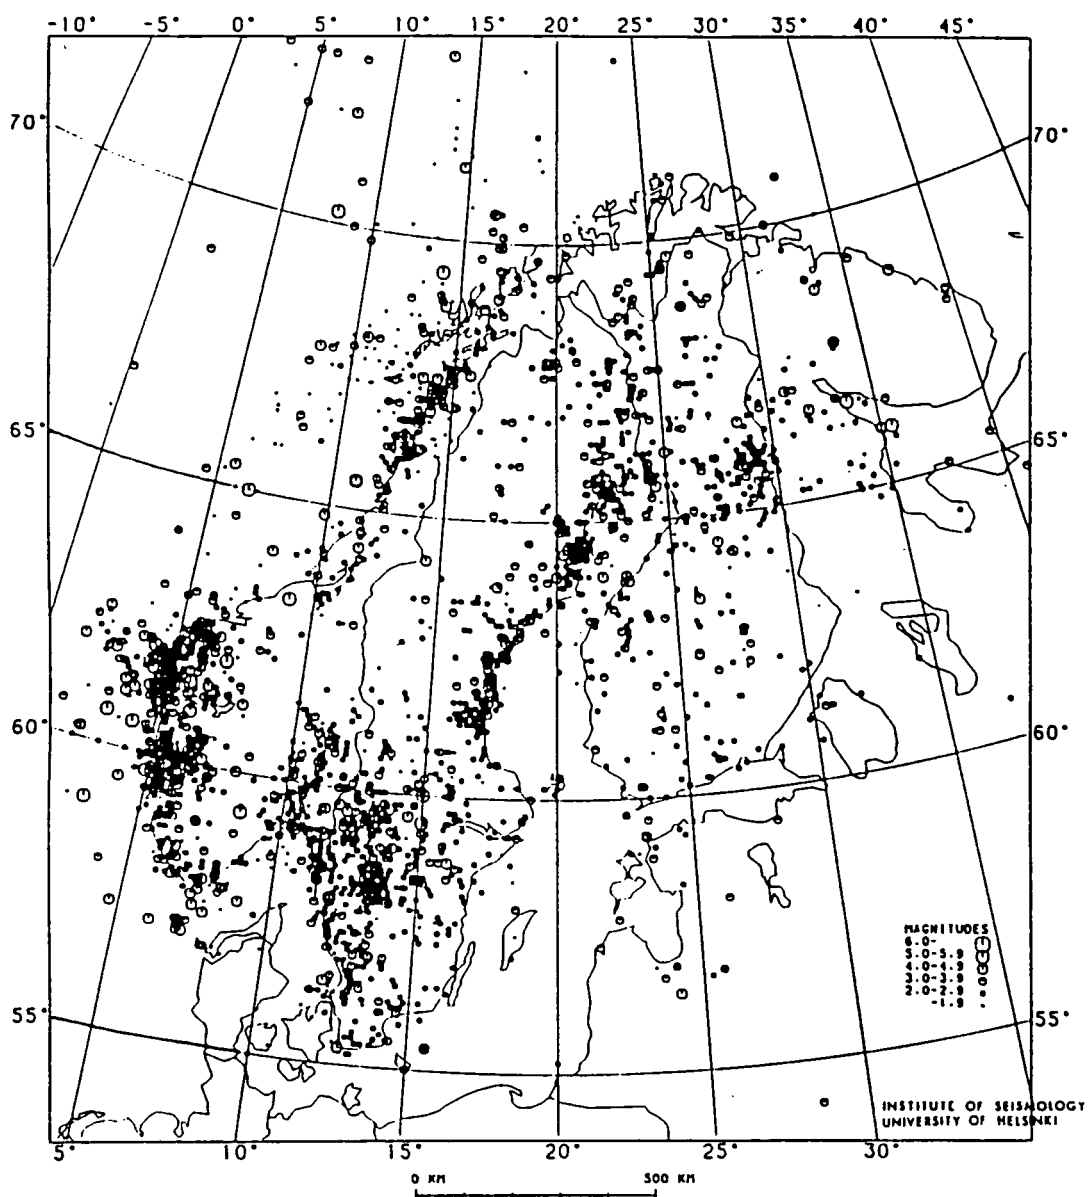 -10° -5° 0° 5° 10° 15° 20° 25° 30° 35° 40° 45°
70° 70°
65° 65°
60° 60°
MAGNITUDES
6.0-
5.0-5.9
4.0-4.9
3.0-3.9
2.0-2.9
-1.9
55° 55°
INSTITUTE OF SEISMOLOGY
UNIVERSITY OF HELSINKI
5° 10° 15° 20° 25° 30°
0 KM 500 KM